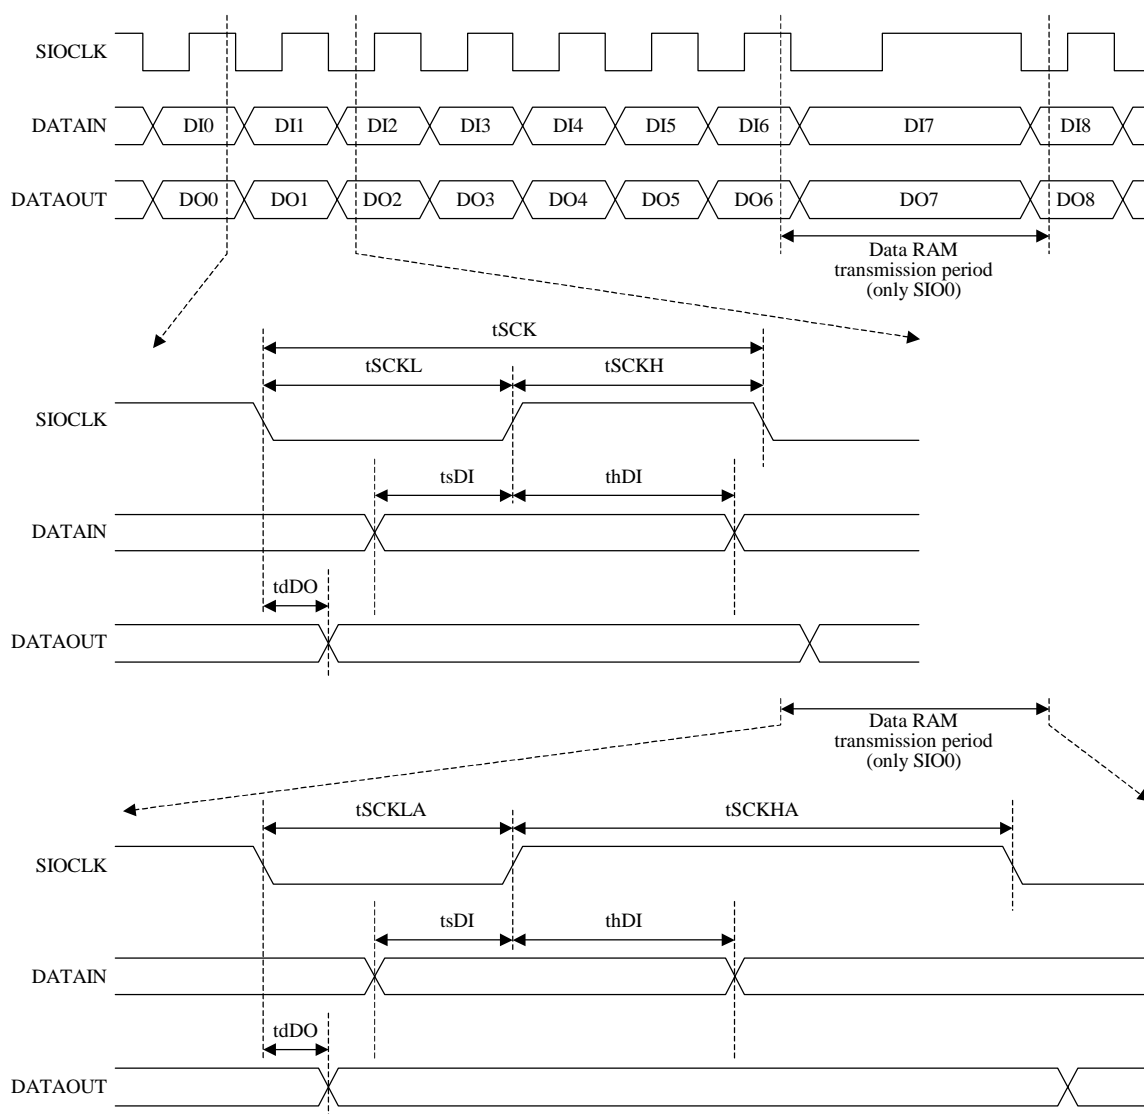 SIOCLK
DATAIN DI0 DI1 DI2 DI3 DI4 DI5 DI6 DI7 DI8
DATAOUT DO0 DO1 DO2 DO3 DO4 DO5 DO6 DO7 DO8
Data RAM
transmission period
(only SIO0)
tSCK
tSCKL tSCKH
SIOCLK
tsDI thDI
DATAIN
tdDO
DATAOUT
Data RAM
transmission period
(only SIO0)
tSCKLA tSCKHA
SIOCLK
tsDI thDI
DATAIN
tdDO
DATAOUT